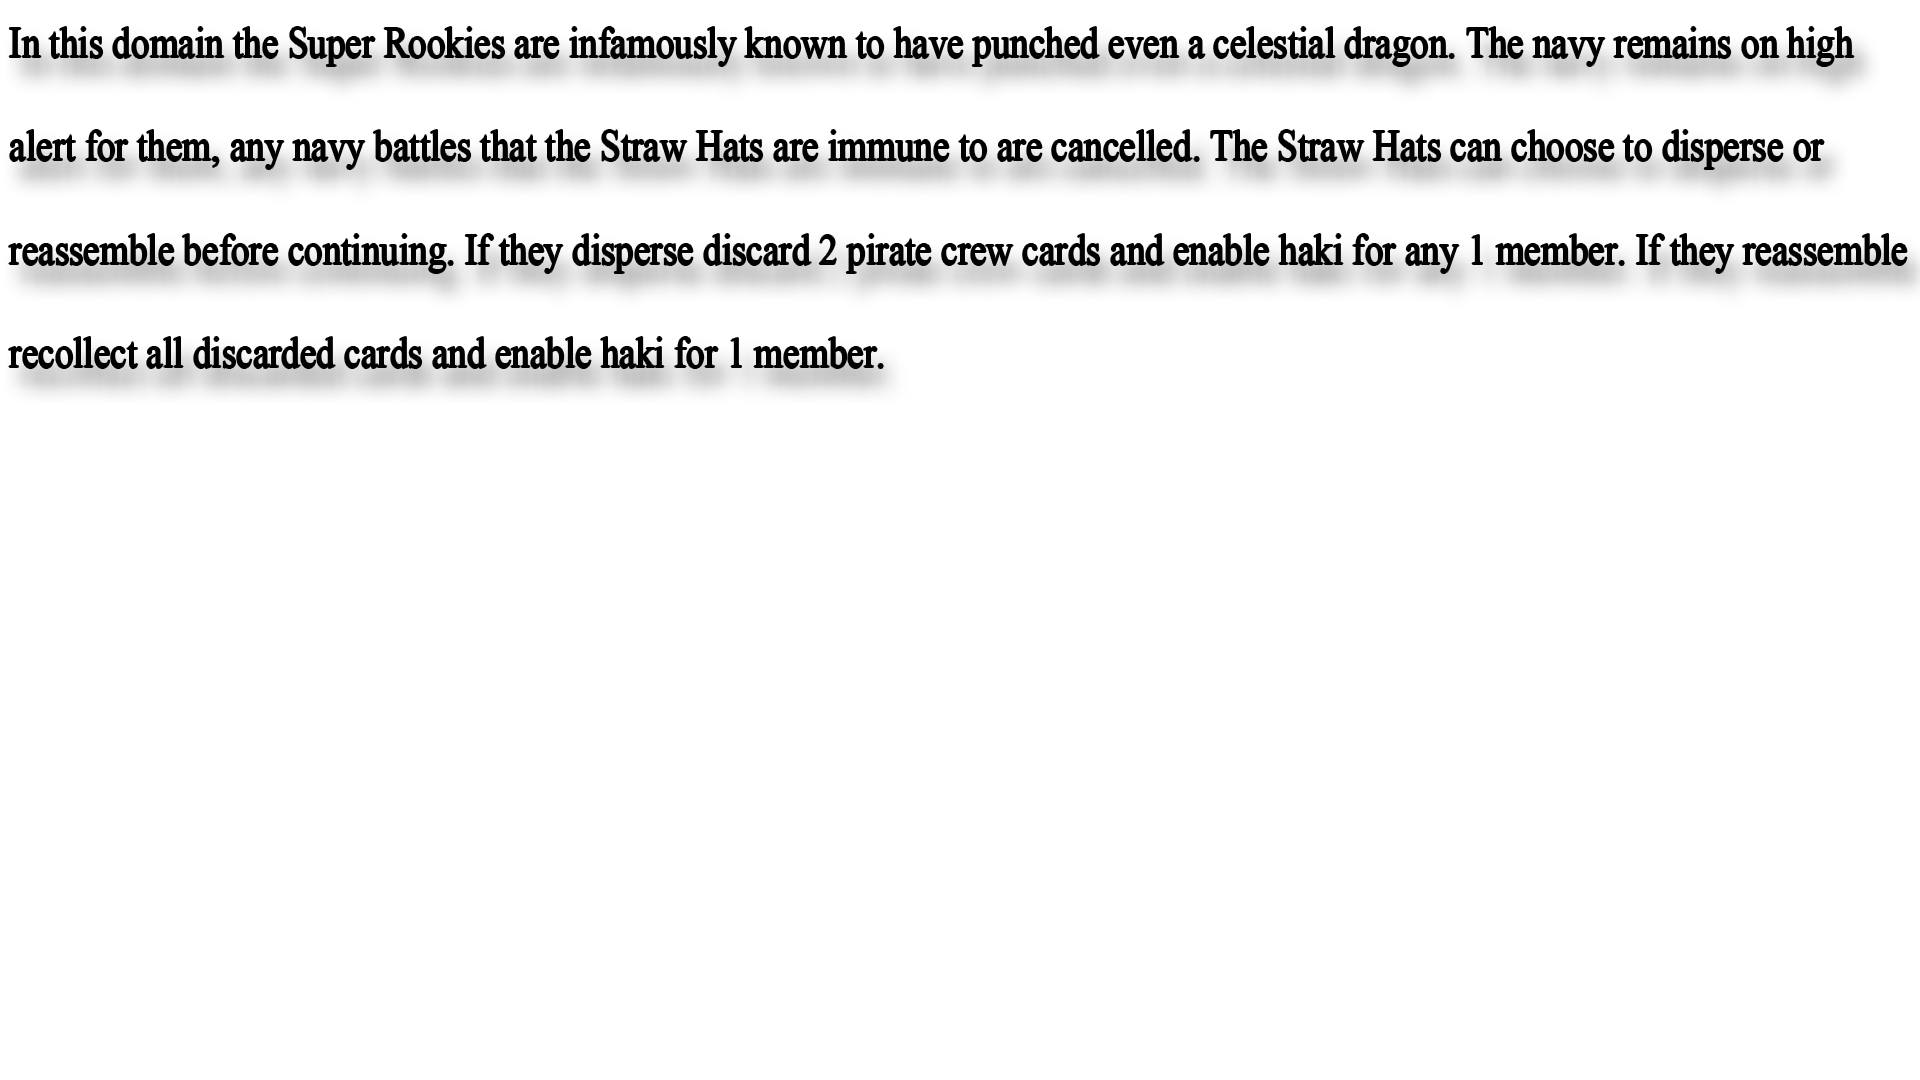 In this domain the Super Rookies are infamously known to have punched even a celestial dragon. The navy remains on high
alert for them, any navy battles that the Straw Hats are immune to are cancelled. The Straw Hats can choose to disperse or
reassemble before continuing. If they disperse discard 2 pirate crew cards and enable haki for any 1 member. If they reassemble
recollect all discarded cards and enable haki for 1 member.